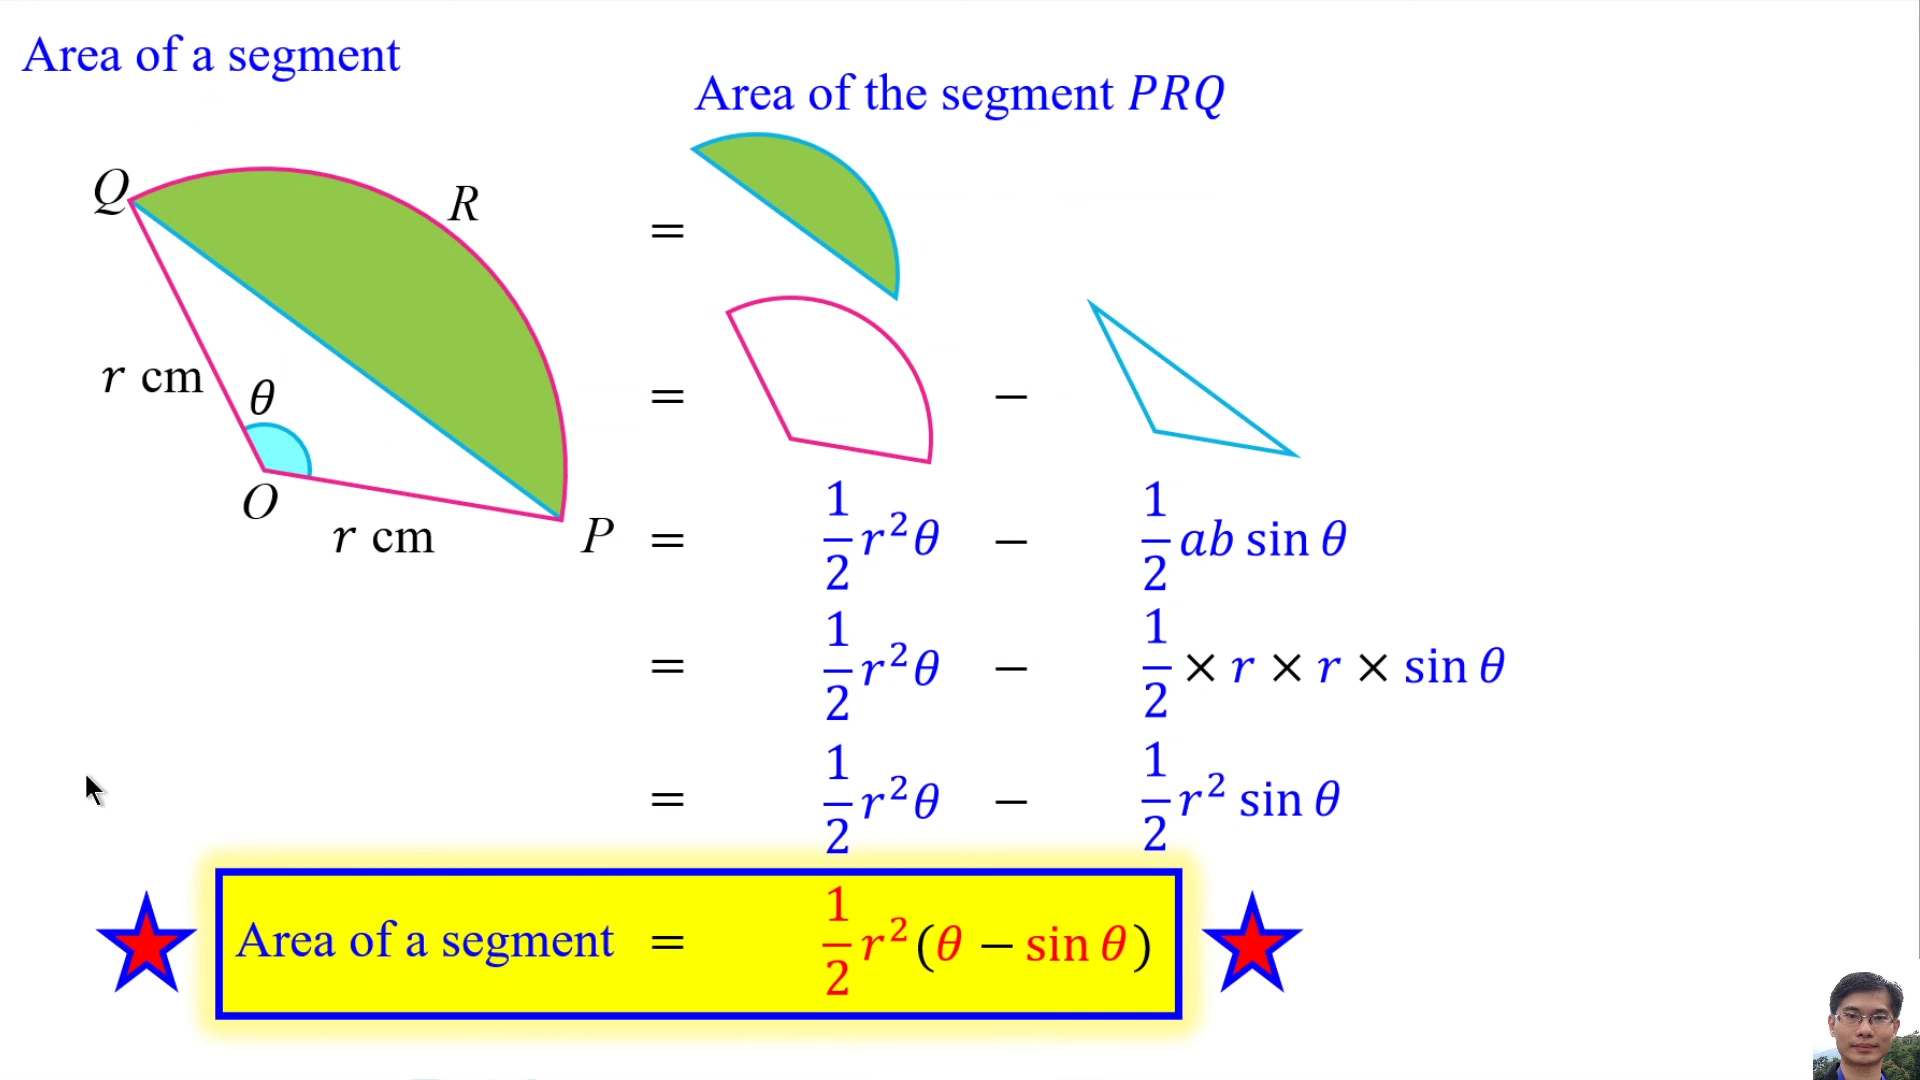 Area of a segment
Area of the segment 𝑃𝑅𝑄
Q
R
=
r cm
θ
= −
O
r cm
P
= 1/2 r²θ − 1/2 ab sin θ
= 1/2 r²θ − 1/2 × r × r × sin θ
= 1/2 r²θ − 1/2 r² sin θ
Area of a segment = 1/2 r²(θ − sin θ)